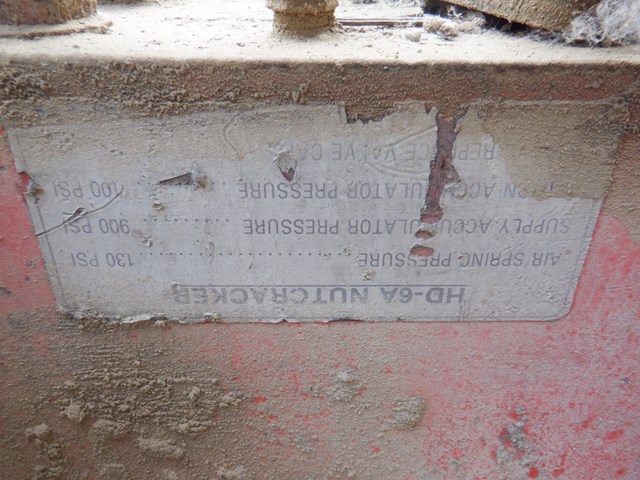 HD-6A NUTCRACKER
AIR SPRING PRESSURE .................... 130 PSI
SUPPLY ACCUMULATOR PRESSURE ........ 900 PSI
ACCUMULATOR PRESSURE ........ 100 PSI
REPLACE VALVE